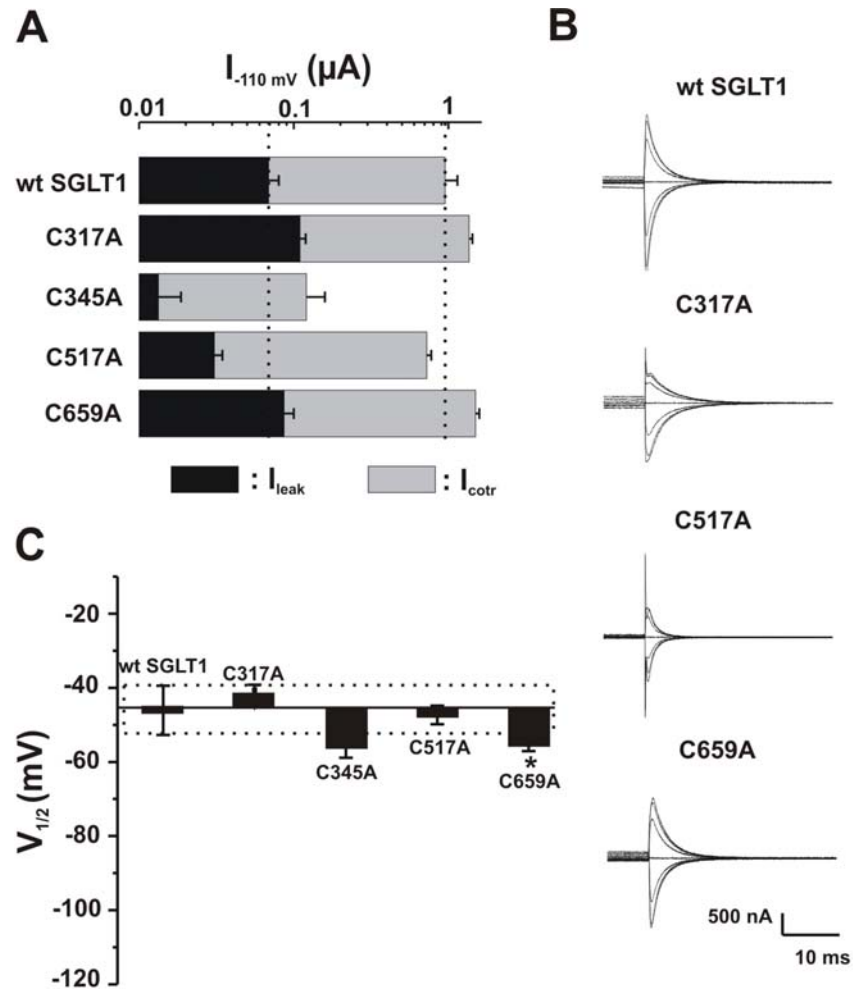 A
I-110 mV (µA)
0.01 0.1 1
wt SGLT1
C317A
C345A
C517A
C659A
: Ileak : Icotr
B
wt SGLT1
C317A
C517A
C659A
500 nA
10 ms
C
V1/2 (mV)
-20
-40
-60
-80
-100
-120
wt SGLT1
C317A
C345A
C517A
*
C659A